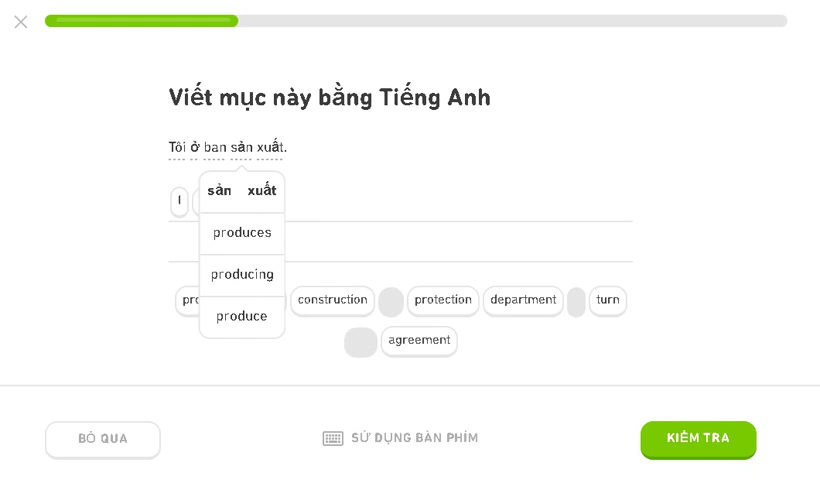 Viết mục này bằng Tiếng Anh
Tôi ở ban sản xuất.
sản xuất
I
produces
producing
produce
construction protection department turn
agreement
BỎ QUA SỬ DỤNG BÀN PHÍM KIỂM TRA